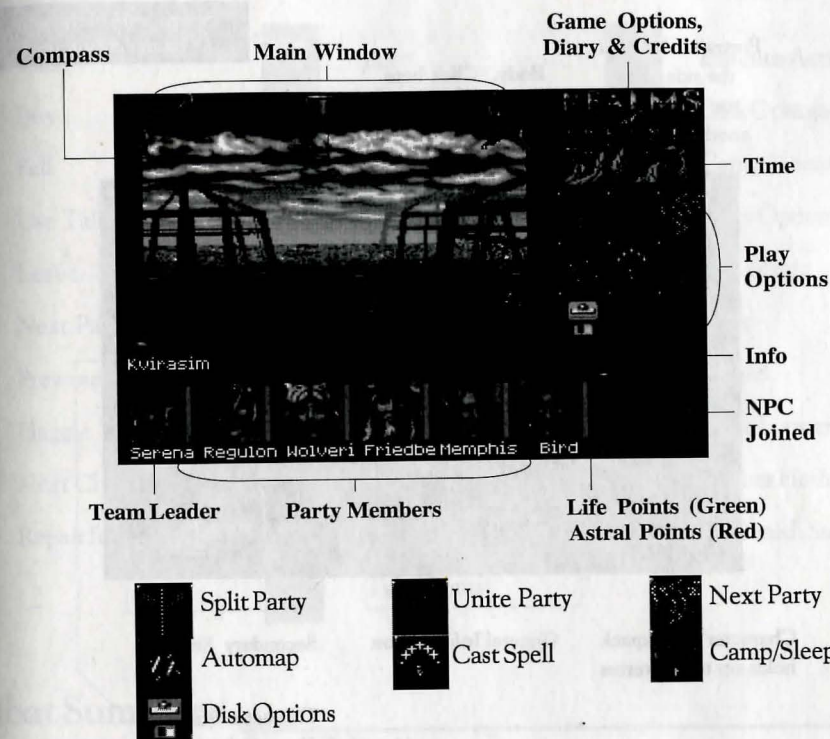 Game Options,
Diary & Credits
Compass
Main Window
Time
Play
Options
Info
NPC
Joined
Kvirasim
Serena Regulon Wolveri Friedbe Memphis Bird
Team Leader
Party Members
Life Points (Green)
Astral Points (Red)
Split Party
Unite Party
Next Party
Automap
Cast Spell
Camp/Sleep
Disk Options